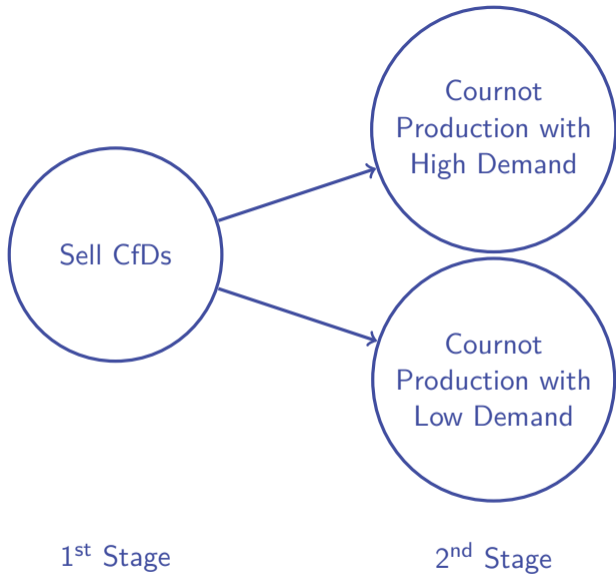 Cournot
Production with
High Demand
Sell CfDs
Cournot
Production with
Low Demand
1st Stage
2nd Stage